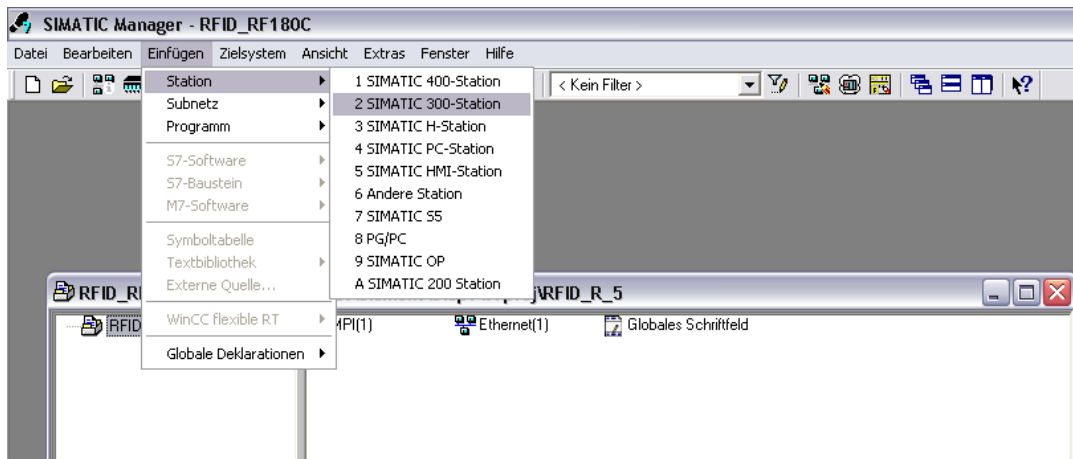 SIMATIC Manager - RFID_RF180C
Datei Bearbeiten Einfügen Zielsystem Ansicht Extras Fenster Hilfe
< Kein Filter >
Station
Subnetz
Programm
S7-Software
S7-Baustein
M7-Software
Symboltabelle
Textbibliothek
Externe Quelle...
WinCC flexible RT
Globale Deklarationen
1 SIMATIC 400-Station
2 SIMATIC 300-Station
3 SIMATIC H-Station
4 SIMATIC PC-Station
5 SIMATIC HMI-Station
6 Andere Station
7 SIMATIC S5
8 PG/PC
9 SIMATIC OP
A SIMATIC 200 Station
RFID_R_5
RFID
MPI(1) Ethernet(1) Globales Schriftfeld